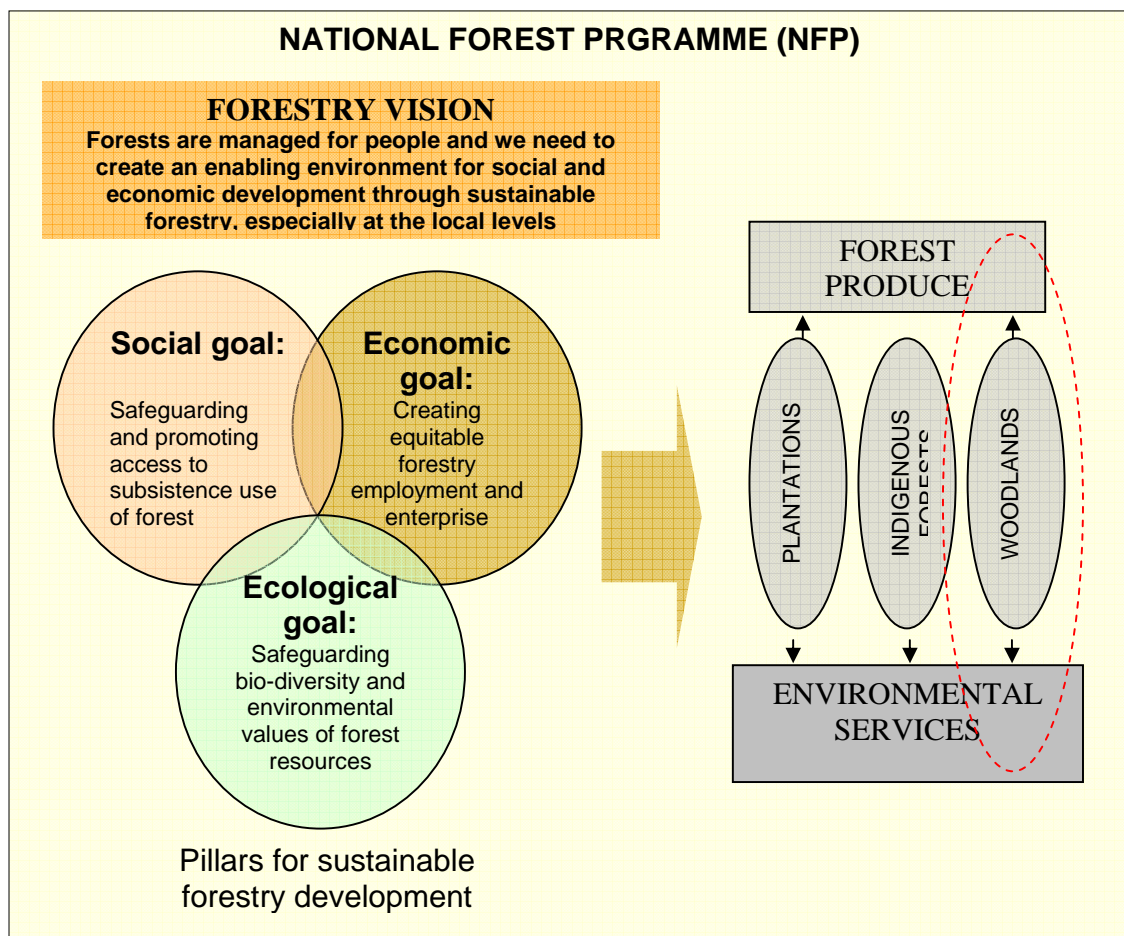 NATIONAL FOREST PRGRAMME (NFP)
FORESTRY VISION
Forests are managed for people and we need to
create an enabling environment for social and
economic development through sustainable
forestry, especially at the local levels
Social goal:
Safeguarding
and promoting
access to
subsistence use
of forest
Economic
goal:
Creating
equitable
forestry
employment and
enterprise
Ecological
goal:
Safeguarding
bio-diversity and
environmental
values of forest
resources
Pillars for sustainable
forestry development
FOREST
PRODUCE
PLANTATIONS
INDIGENOUS
FORESTS
WOODLANDS
ENVIRONMENTAL
SERVICES